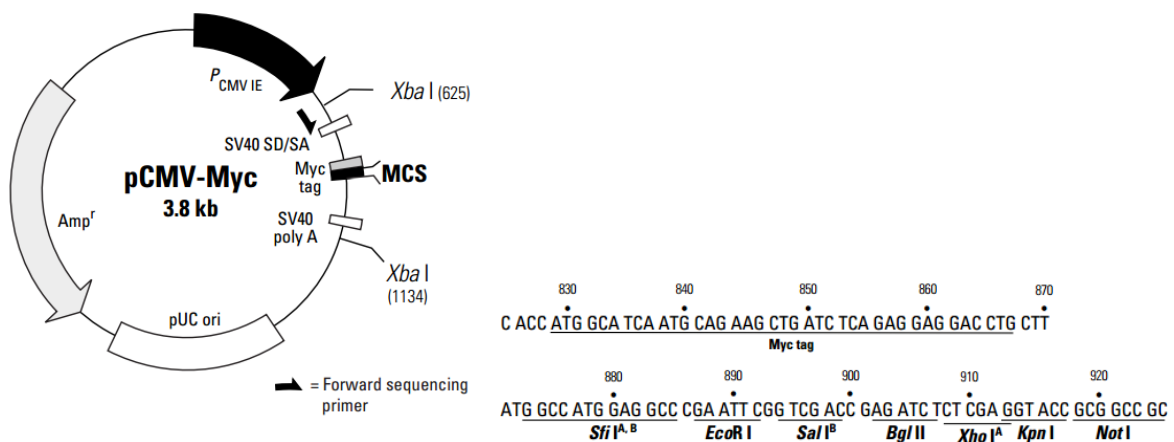 P CMV IE
Xba I (625)
SV40 SD/SA
pCMV-Myc
3.8 kb
Myc
tag
MCS
Ampr
SV40
poly A
Xba I
(1134)
pUC ori
= Forward sequencing
primer
830 840 850 860 870
C ACC ATG GCA TCA ATG CAG AAG CTG ATC TCA GAG GAG GAC CTG CTT
Myc tag
880 890 900 910 920
ATG GCC ATG GAG GCC CGA ATT CGG TCG ACC GAG ATC TCT CGA GGT ACC GCG GCC GC
Sfi I A, B EcoR I Sal I B Bgl II Xho I A Kpn I Not I